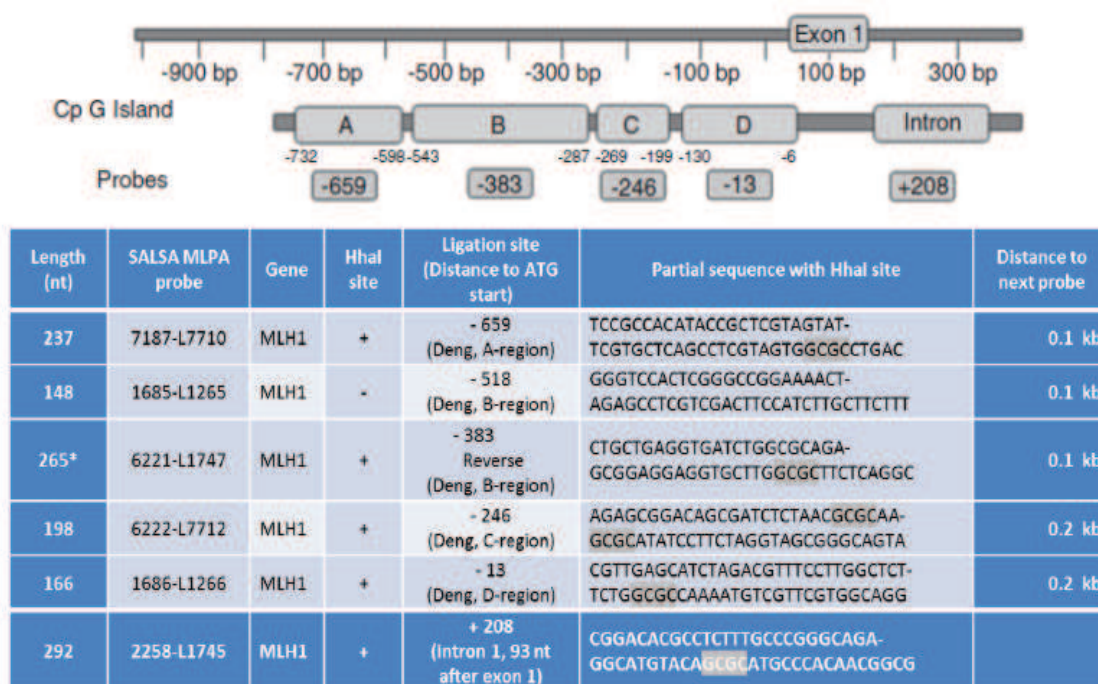 Exon 1
-900 bp -700 bp -500 bp -300 bp -100 bp 100 bp 300 bp
Cp G Island A B C D Intron
-732 -598 -543 -287 -269 -199 -130 -6
Probes -659 -383 -246 -13 +208
Length (nt) SALSA MLPA probe Gene HhaI site Ligation site (Distance to ATG start) Partial sequence with HhaI site Distance to next probe
237 7187-L7710 MLH1 + - 659 (Deng, A-region) TCCGCCACATACCGCTCGTAGTAT- 0.1 kb
TCGTGCTCAGCCTCGTAGTGGCGCCTGAC
148 1685-L1265 MLH1 - - 518 (Deng, B-region) GGGTCCACTCGGGCCGGAAAACT- 0.1 kb
AGAGCCTCGTCGACTTCCATCTTGCTTCTTT
265* 6221-L1747 MLH1 + - 383 Reverse (Deng, B-region) CTGCTGAGGTGATCTGGCGCAGA- 0.1 kb
GCGGAGGAGGTGCTTGGCGCTTCTCAGGC
198 6222-L7712 MLH1 + - 246 (Deng, C-region) AGAGCGGACAGCGATCTCTAACGCGCAA- 0.2 kb
GCGCATATCCTTCTAGGTAGCGGGCAGTA
166 1686-L1266 MLH1 + - 13 (Deng, D-region) CGTTGAGCATCTAGACGTTTCCTTGGCTCT- 0.2 kb
TCTGGCGCCAAAATGTCGTTCGTGGCAGG
292 2258-L1745 MLH1 + + 208 (Intron 1, 93 nt after exon 1) CGGACACGCCTCTTTGCCCGGGCAGA-
GGCATGTACAGCGCATGCCCACAACGGCG